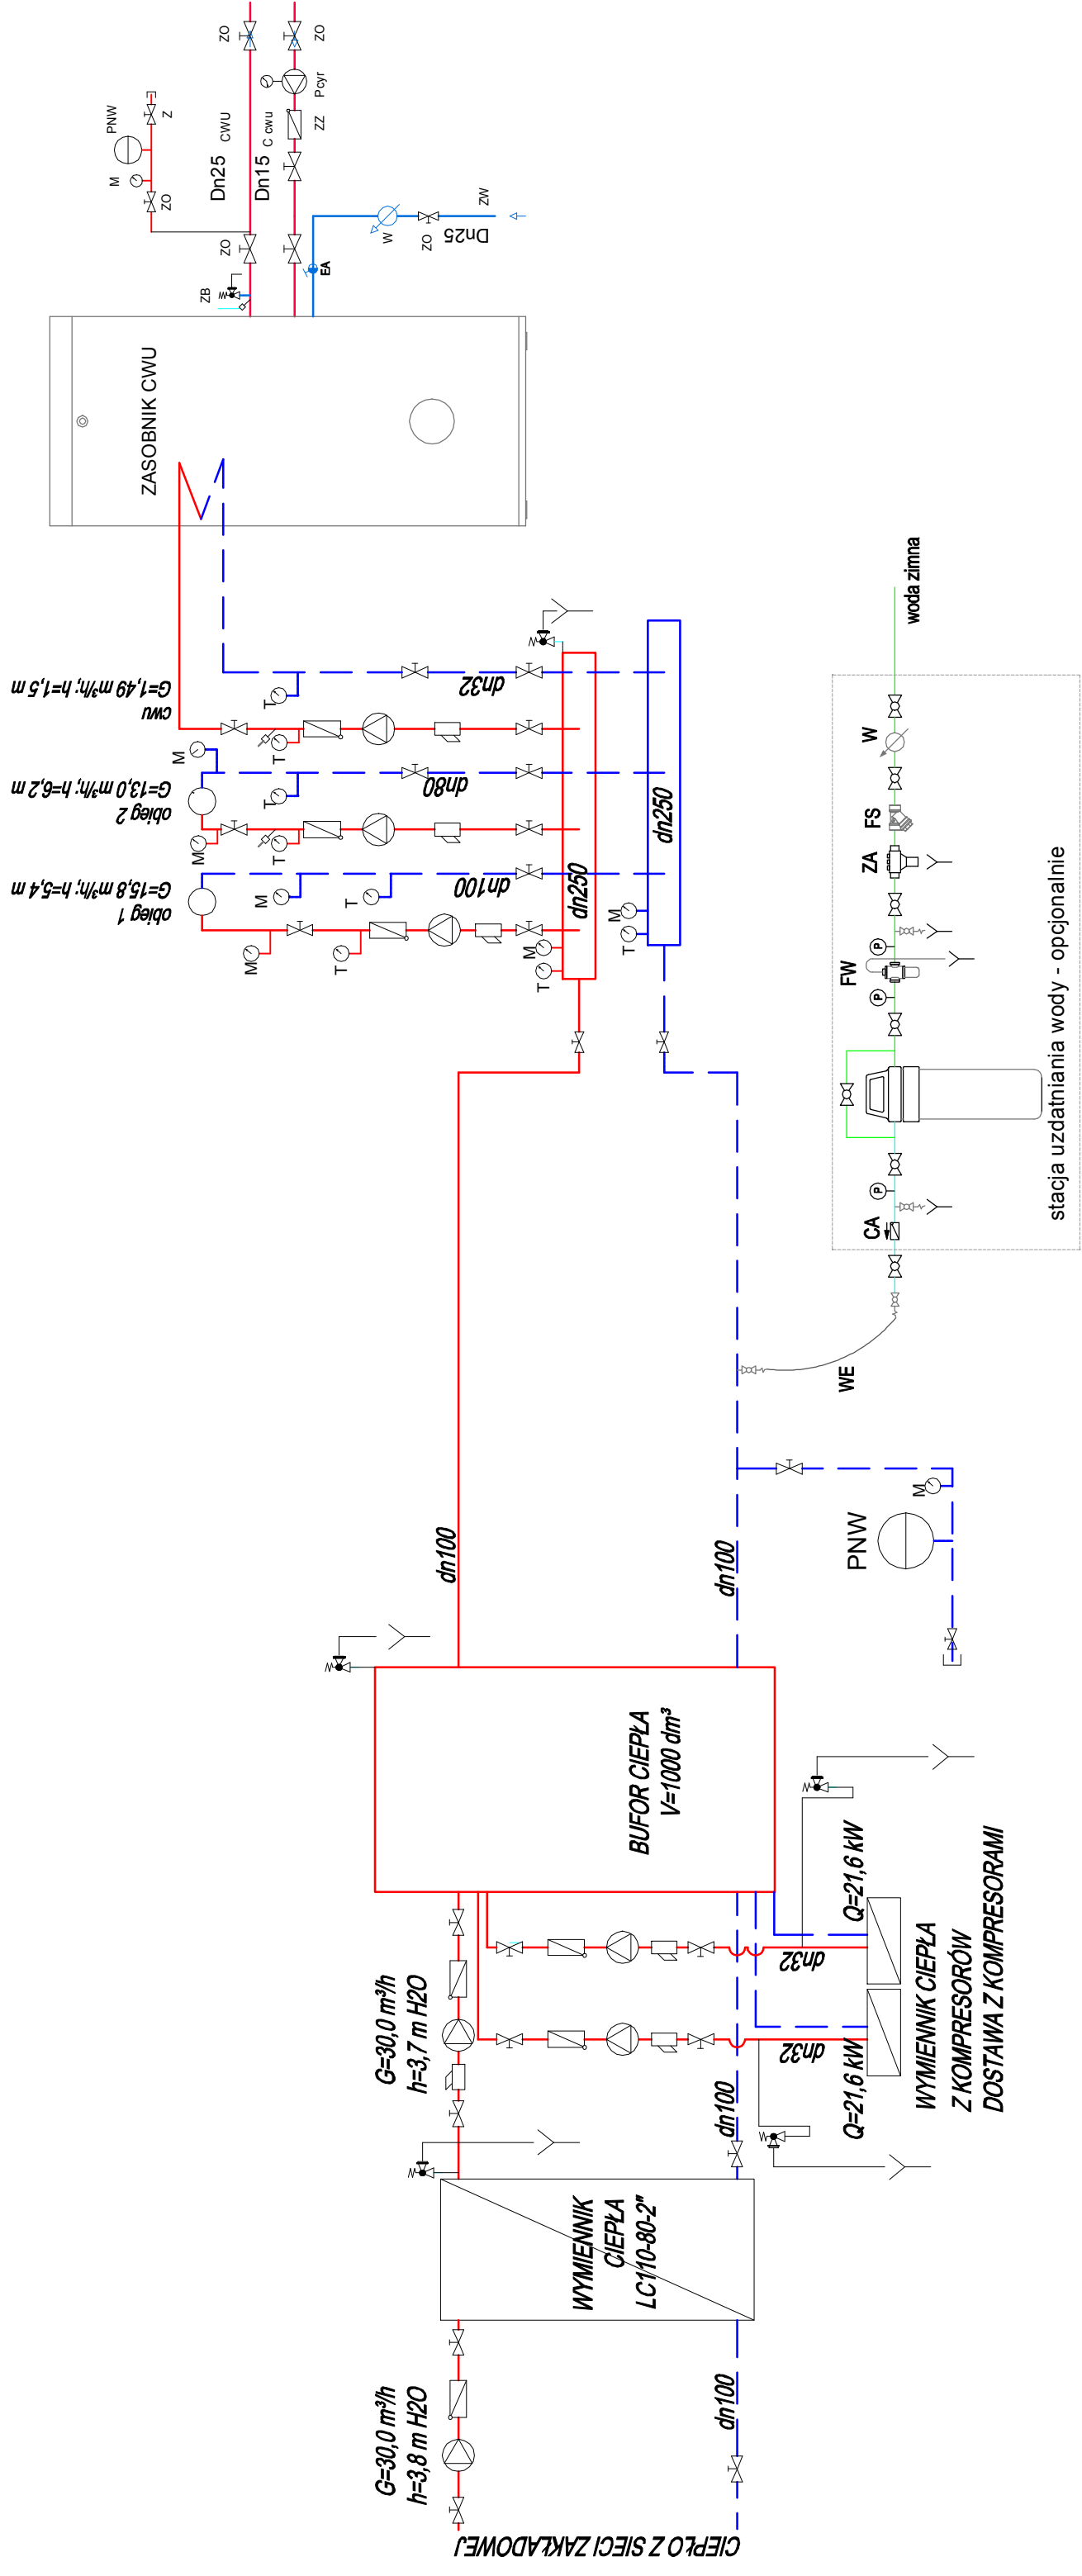 CIEPŁO Z SIECI ZAKŁADOWEJ
G=30,0 m³/h
h=3,8 m H2O
dn100
WYMIENNIK
CIEPŁA
LC110-80-2"
G=30,0 m³/h
h=3,7 m H2O
dn100
dn32
dn32
Q=21,6 kW
Q=21,6 kW
WYMIENNIK CIEPŁA
Z KOMPRESORÓW
DOSTAWA Z KOMPRESORAMI
BUFOR CIEPŁA
V=1000 dm³
dn100
dn100
PNW
M
WE
CA
P
P
FW
P
ZA
FS
W
woda zimna
stacja uzdatniania wody - opcjonalnie
dn250
dn250
T
M
T
M
obieg 1
G=15,8 m³/h; h=5,4 m
M
T
M
T
dn100
obieg 2
G=13,0 m³/h; h=6,2 m
M
T
M
T
dn80
cwu
G=1,49 m³/h; h=1,5 m
T
T
dn32
ZASOBNIK CWU
ZB
ZO
ZO
M
PNW
Z
Dn25 CWU
Dn15 C cwu
ZO
ZZ
Pcyr
ZO
EA
W
ZO
Dn25
ZW